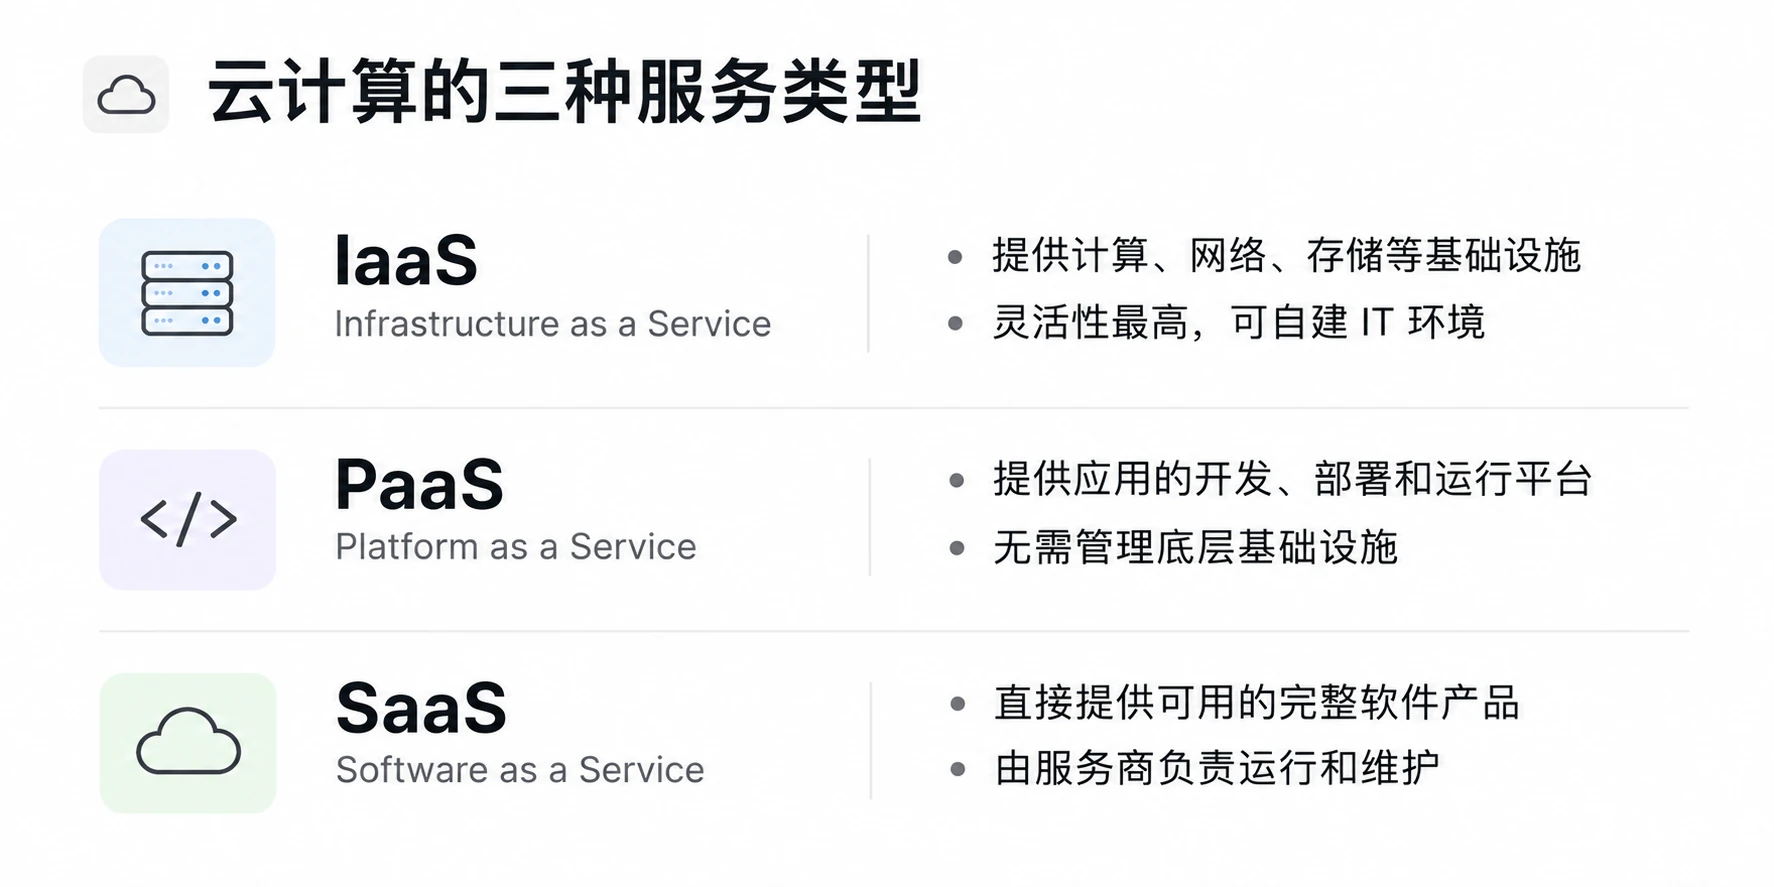 云计算的三种服务类型
IaaS
Infrastructure as a Service
提供计算、网络、存储等基础设施
灵活性最高，可自建 IT 环境
PaaS
Platform as a Service
提供应用的开发、部署和运行平台
无需管理底层基础设施
SaaS
Software as a Service
直接提供可用的完整软件产品
由服务商负责运行和维护